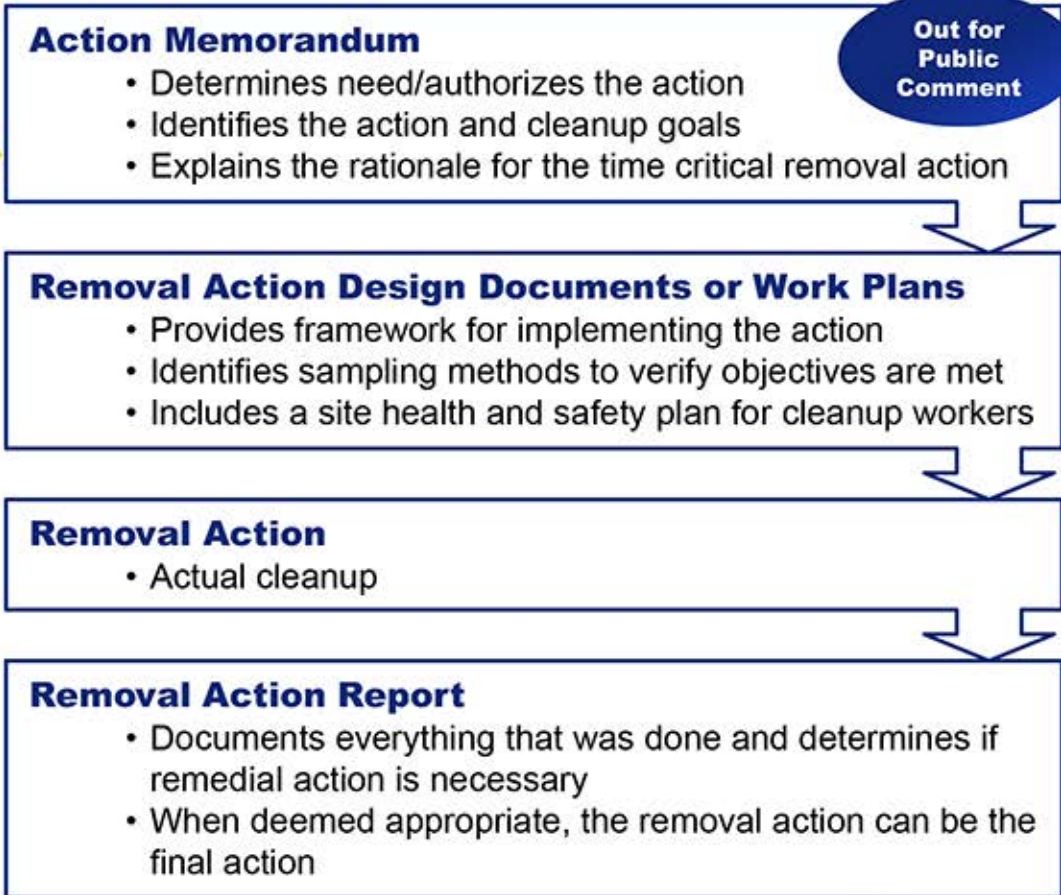 Out for
Public
Comment
Action Memorandum
• Determines need/authorizes the action
• Identifies the action and cleanup goals
• Explains the rationale for the time critical removal action
Removal Action Design Documents or Work Plans
• Provides framework for implementing the action
• Identifies sampling methods to verify objectives are met
• Includes a site health and safety plan for cleanup workers
Removal Action
• Actual cleanup
Removal Action Report
• Documents everything that was done and determines if
remedial action is necessary
• When deemed appropriate, the removal action can be the
final action